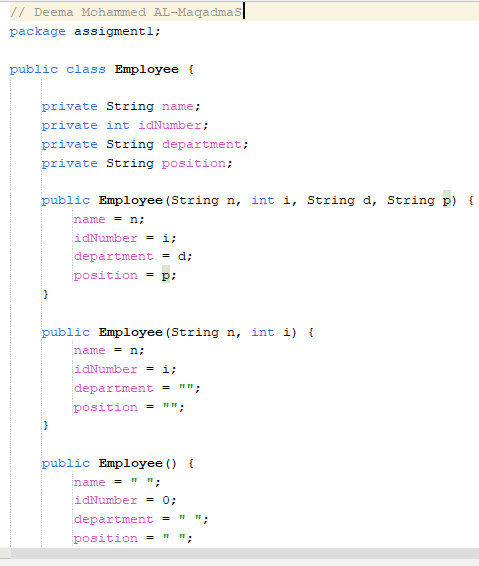 // Deema Mohammed AL-MaqadmaS
package assigment1;
public class Employee {
private String name;
private int idNumber;
private String department;
private String position;
public Employee(String n, int i, String d, String p) {
name = n;
idNumber = i;
department = d;
position = p;
}
public Employee(String n, int i) {
name = n;
idNumber = i;
department = "";
position = "";
}
public Employee() {
name = " ";
idNumber = 0;
department = " ";
position = " ";